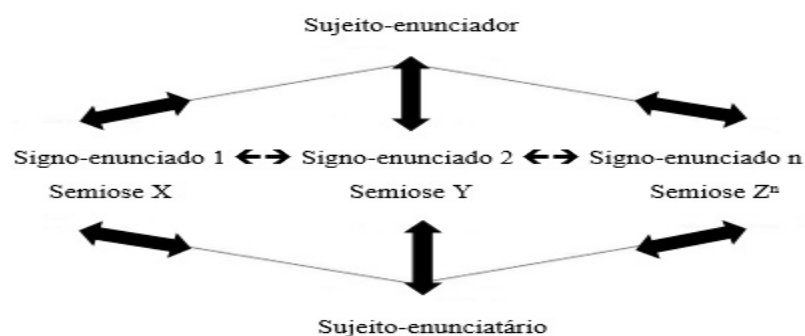 Sujeito-enunciador
Signo-enunciado 1 Signo-enunciado 2 Signo-enunciado n
Semiose X Semiose Y Semiose Zⁿ
Sujeito-enunciatário